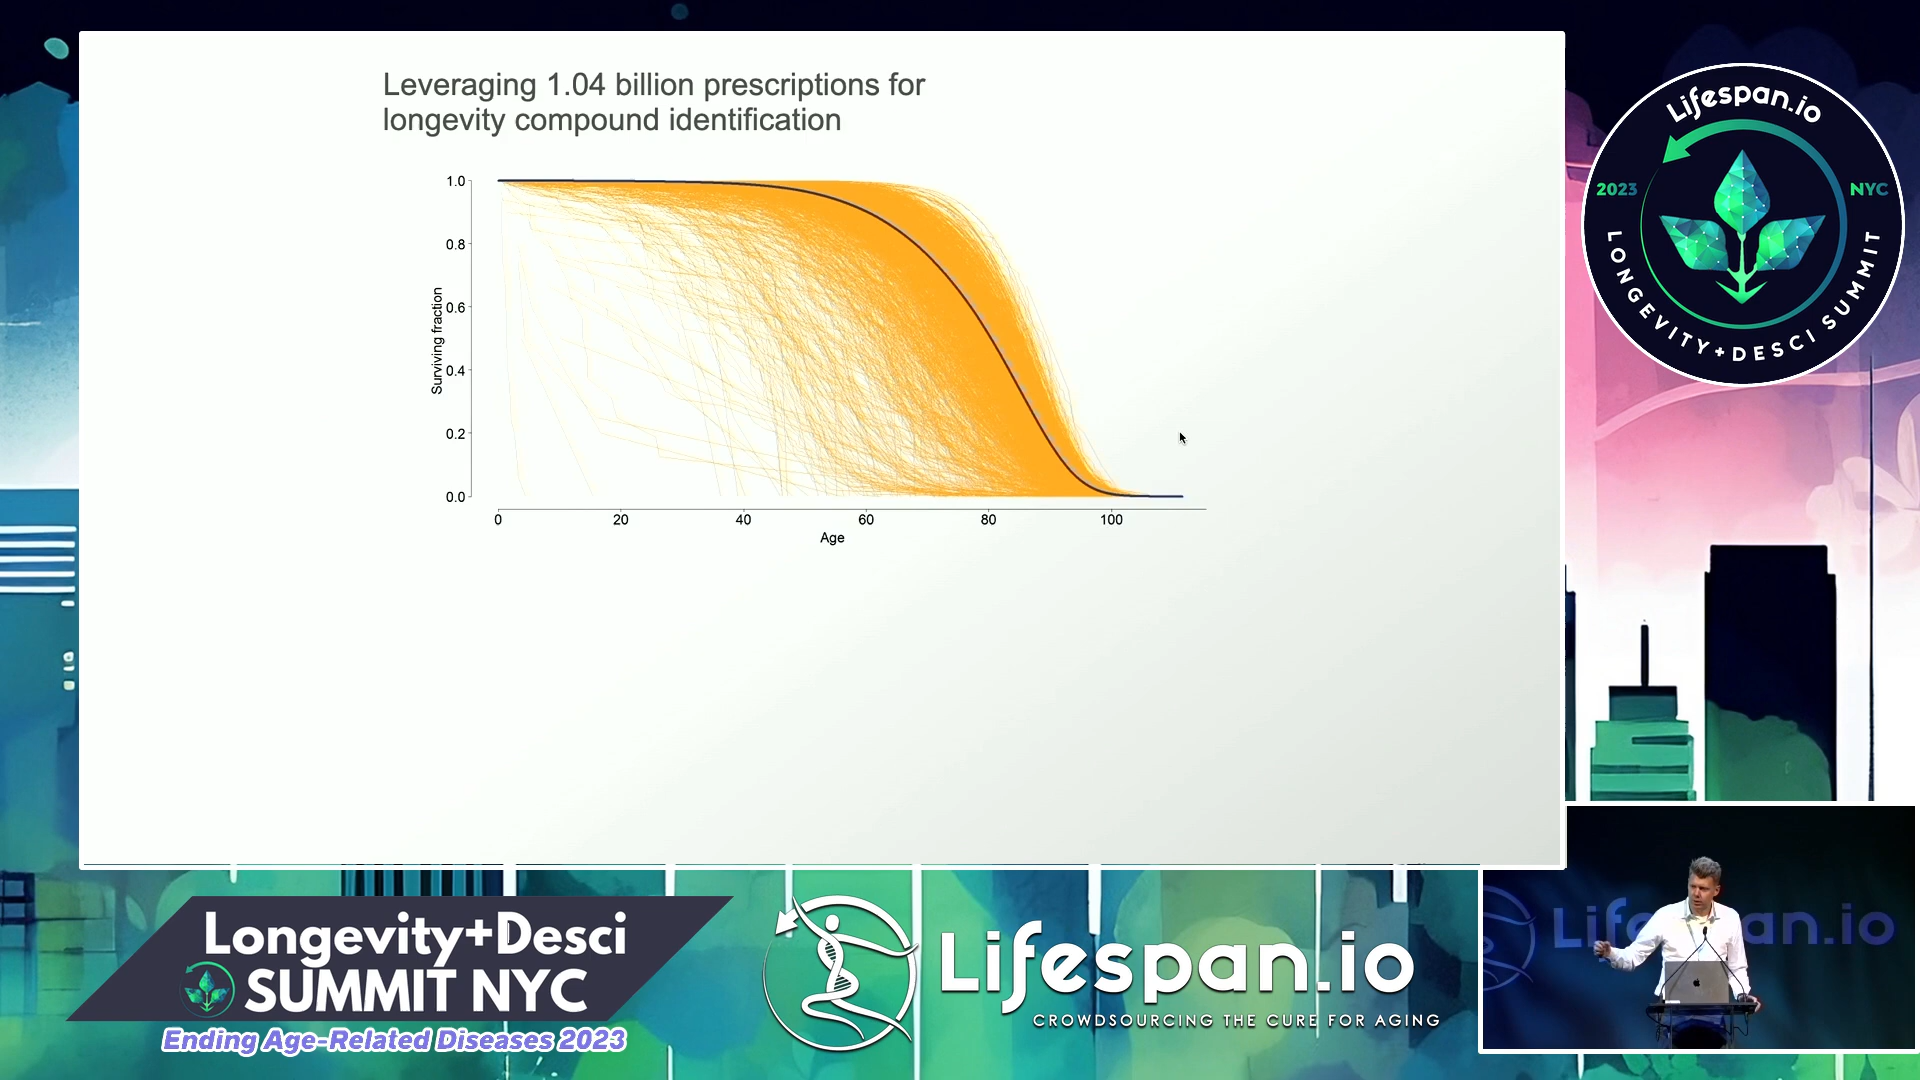 Leveraging 1.04 billion prescriptions for
longevity compound identification
1.0
0.8
0.6
0.4
0.2
0.0
Surviving fraction
0 20 40 60 80 100
Age
Lifespan.io
2023 NYC
LONGEVITY+DESCI SUMMIT
Longevity+Desci
SUMMIT NYC
Ending Age-Related Diseases 2023
Lifespan.io
CROWDSOURCING THE CURE FOR AGING
Lifespan.io